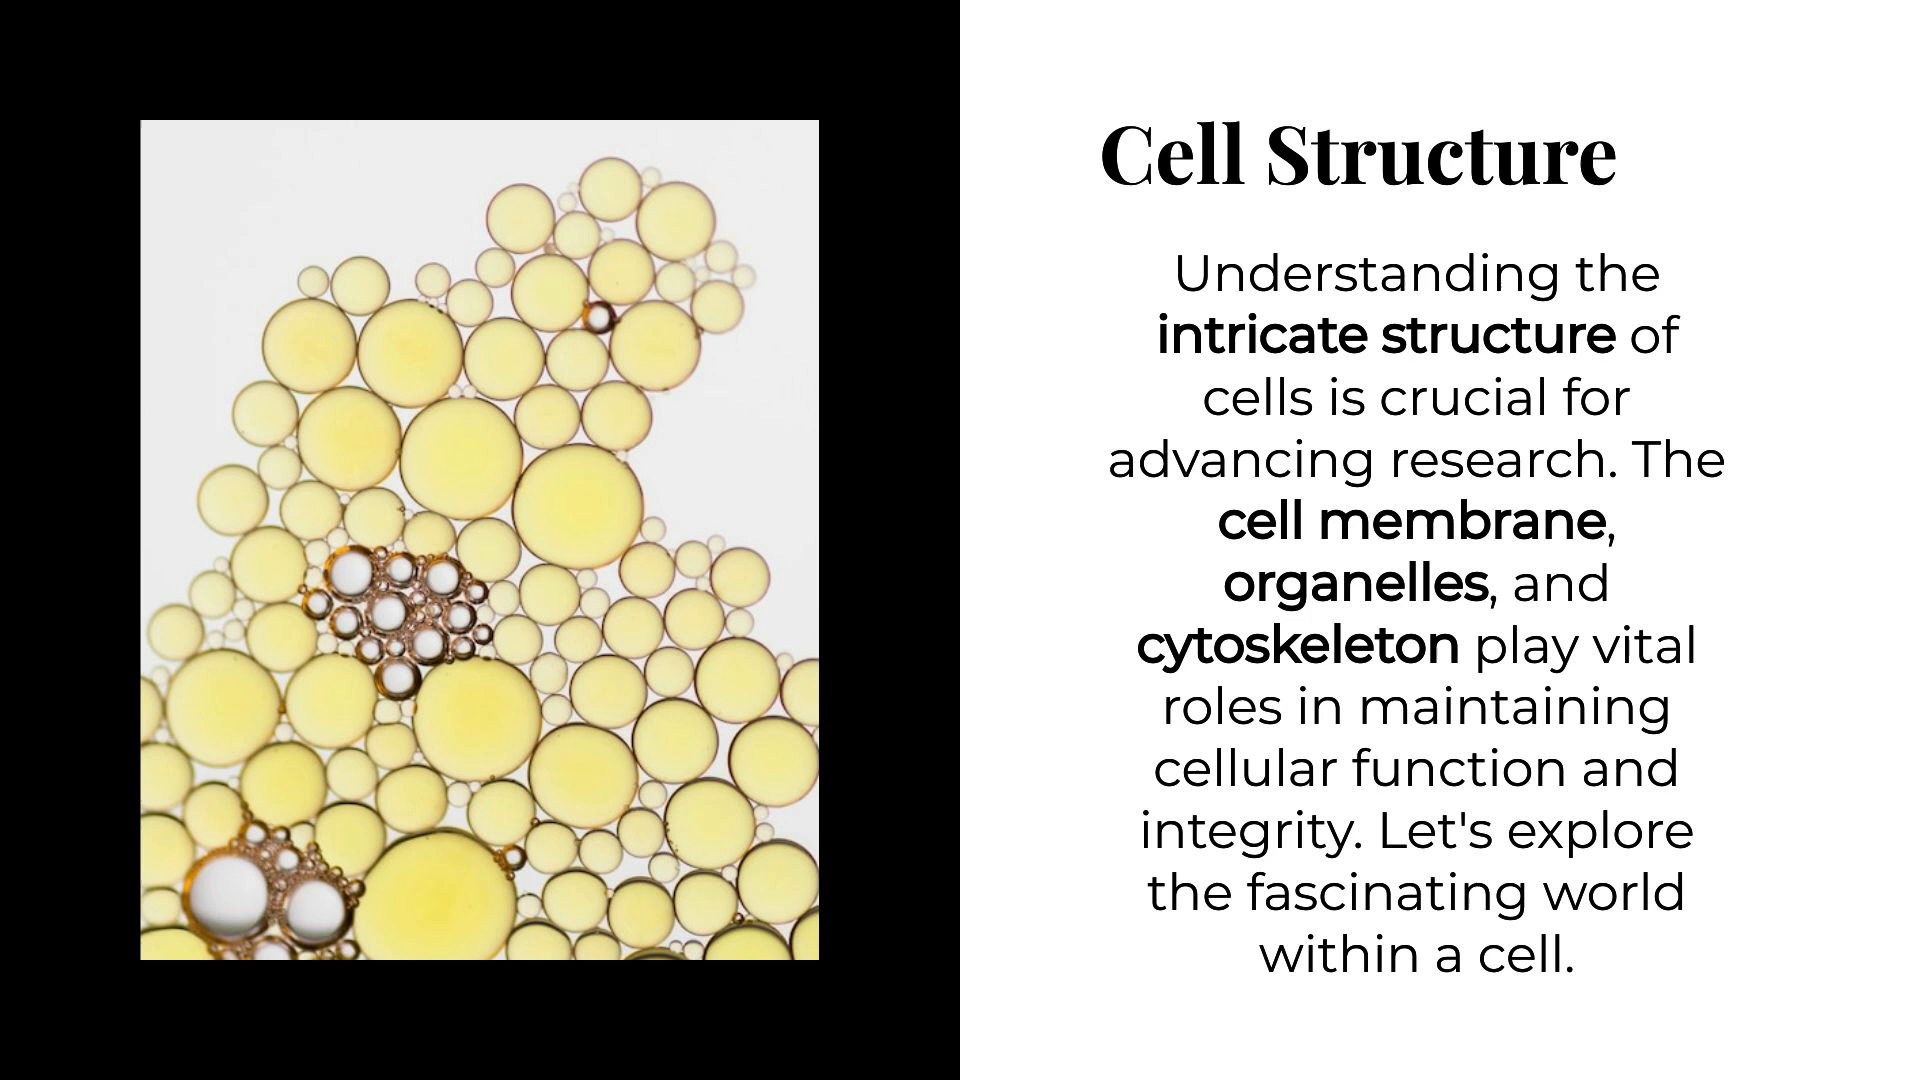 Cell Structure
Understanding the
intricate structure of
cells is crucial for
advancing research. The
cell membrane,
organelles, and
cytoskeleton play vital
roles in maintaining
cellular function and
integrity. Let's explore
the fascinating world
within a cell.